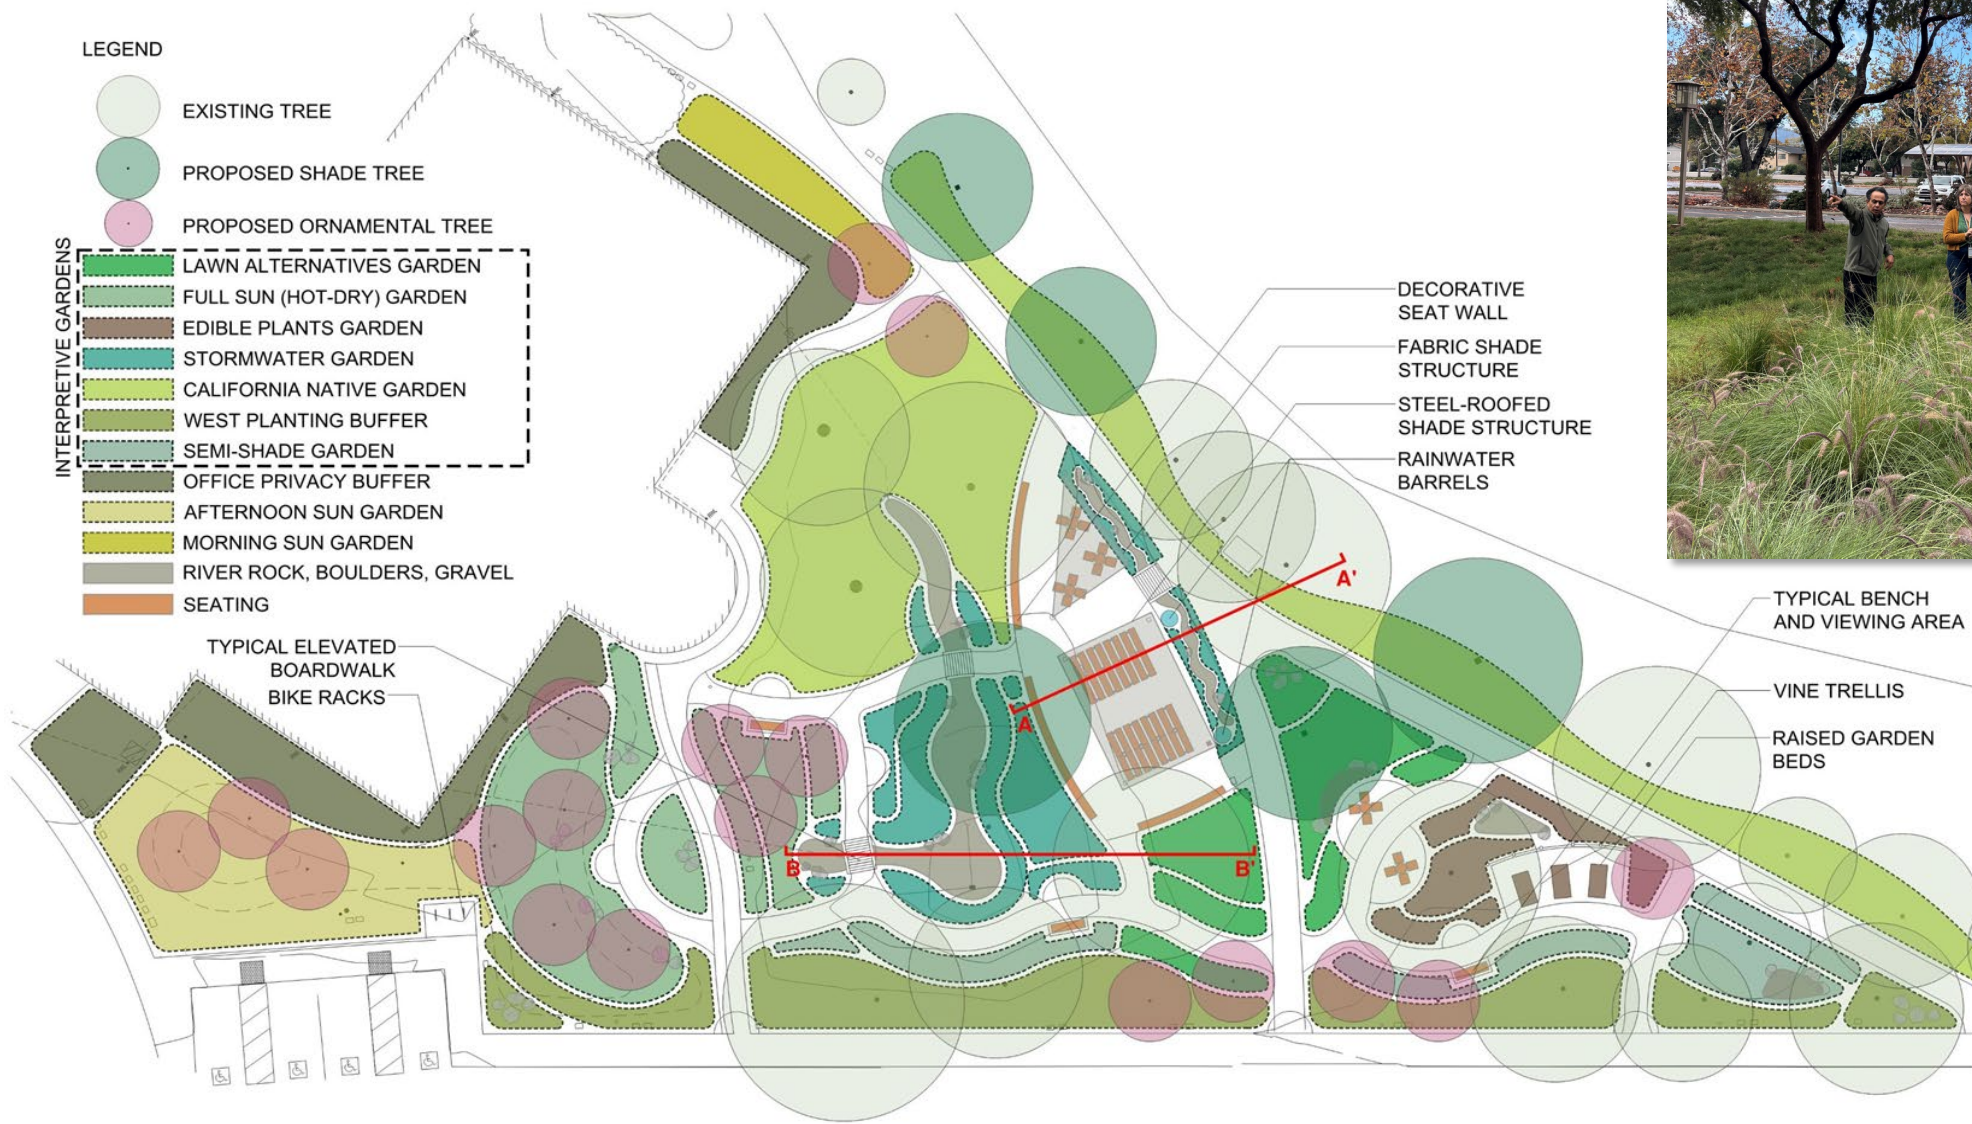 LEGEND
EXISTING TREE
PROPOSED SHADE TREE
PROPOSED ORNAMENTAL TREE
INTERPRETIVE GARDENS
LAWN ALTERNATIVES GARDEN
FULL SUN (HOT-DRY) GARDEN
EDIBLE PLANTS GARDEN
STORMWATER GARDEN
CALIFORNIA NATIVE GARDEN
WEST PLANTING BUFFER
SEMI-SHADE GARDEN
OFFICE PRIVACY BUFFER
AFTERNOON SUN GARDEN
MORNING SUN GARDEN
RIVER ROCK, BOULDERS, GRAVEL
SEATING
TYPICAL ELEVATED
BOARDWALK
BIKE RACKS
DECORATIVE
SEAT WALL
FABRIC SHADE
STRUCTURE
STEEL-ROOFED
SHADE STRUCTURE
RAINWATER
BARRELS
A'
A
B
B'
TYPICAL BENCH
AND VIEWING AREA
VINE TRELLIS
RAISED GARDEN
BEDS